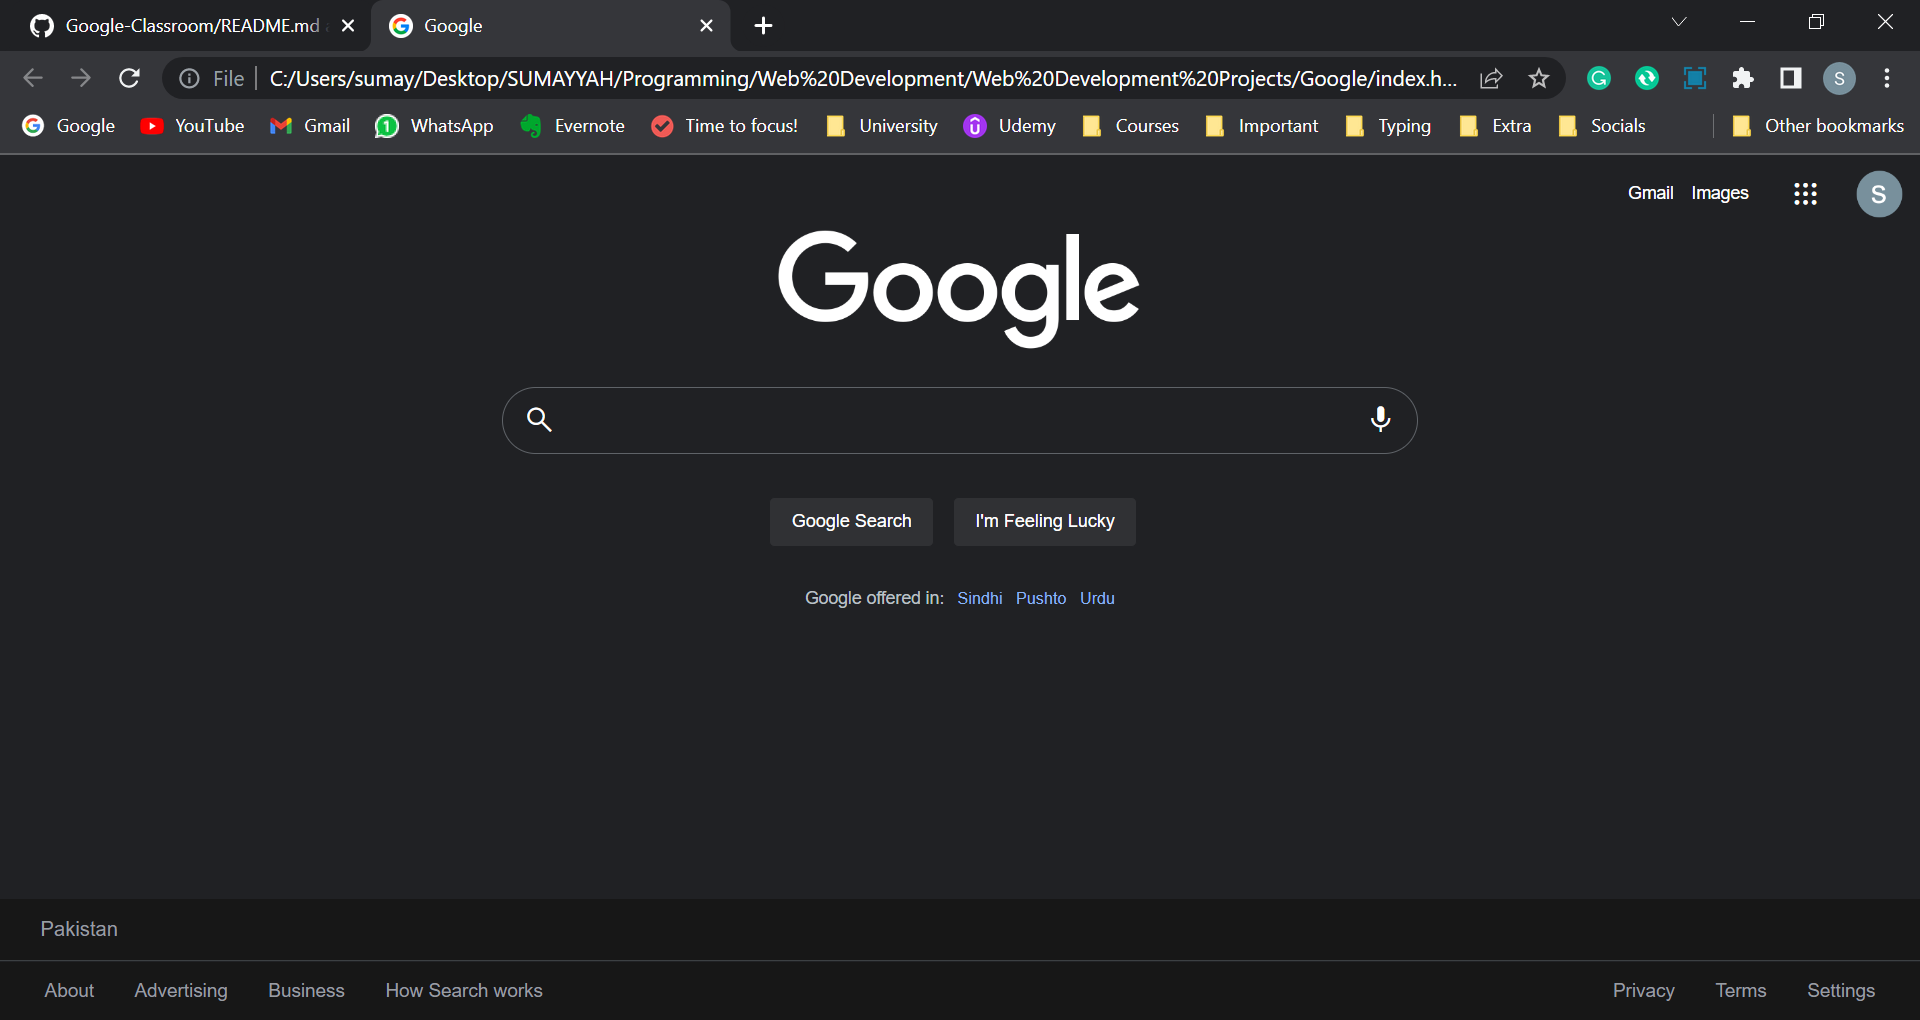 Google-Classroom/README.md
Google
File
C:/Users/sumay/Desktop/SUMAYYAH/Programming/Web%20Development/Web%20Development%20Projects/Google/index.h...
S
Google YouTube Gmail 1 WhatsApp Evernote Time to focus! University Udemy Courses Important Typing Extra Socials Other bookmarks
Gmail Images S
Google
Google Search I'm Feeling Lucky
Google offered in: Sindhi Pushto Urdu
Pakistan
About Advertising Business How Search works Privacy Terms Settings